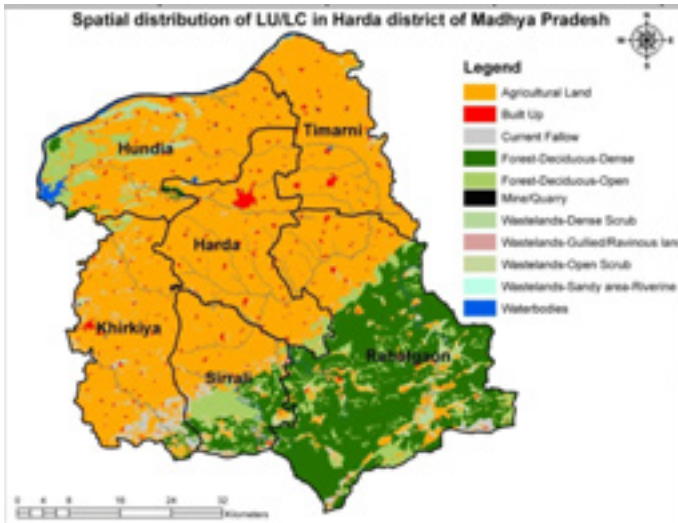 Spatial distribution of LU/LC in Harda district of Madhya Pradesh
N
W
E
S
Legend
Agricultural Land
Built Up
Current Fallow
Forest-Deciduous-Dense
Forest-Deciduous-Open
Mine/Quarry
Wastelands-Dense Scrub
Wastelands-Gullied/Ravinous land
Wastelands-Open Scrub
Wastelands-Sandy area-Riverine
Waterbodies
Timarni
Hundia
Harda
Khirkiya
Sirrali
Rahatgaon
0 4 8 16 24 32
Kilometers